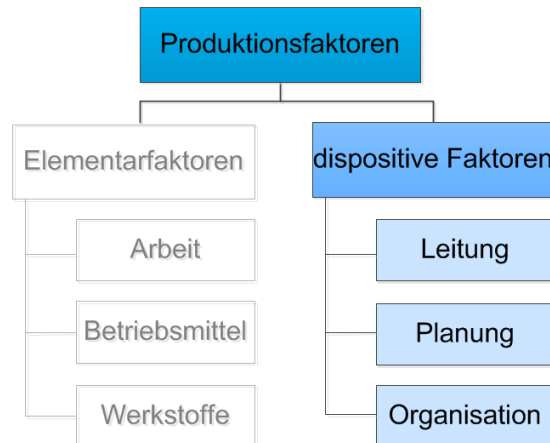 Produktionsfaktoren
Elementarfaktoren
Arbeit
Betriebsmittel
Werkstoffe
dispositive Faktoren
Leitung
Planung
Organisation